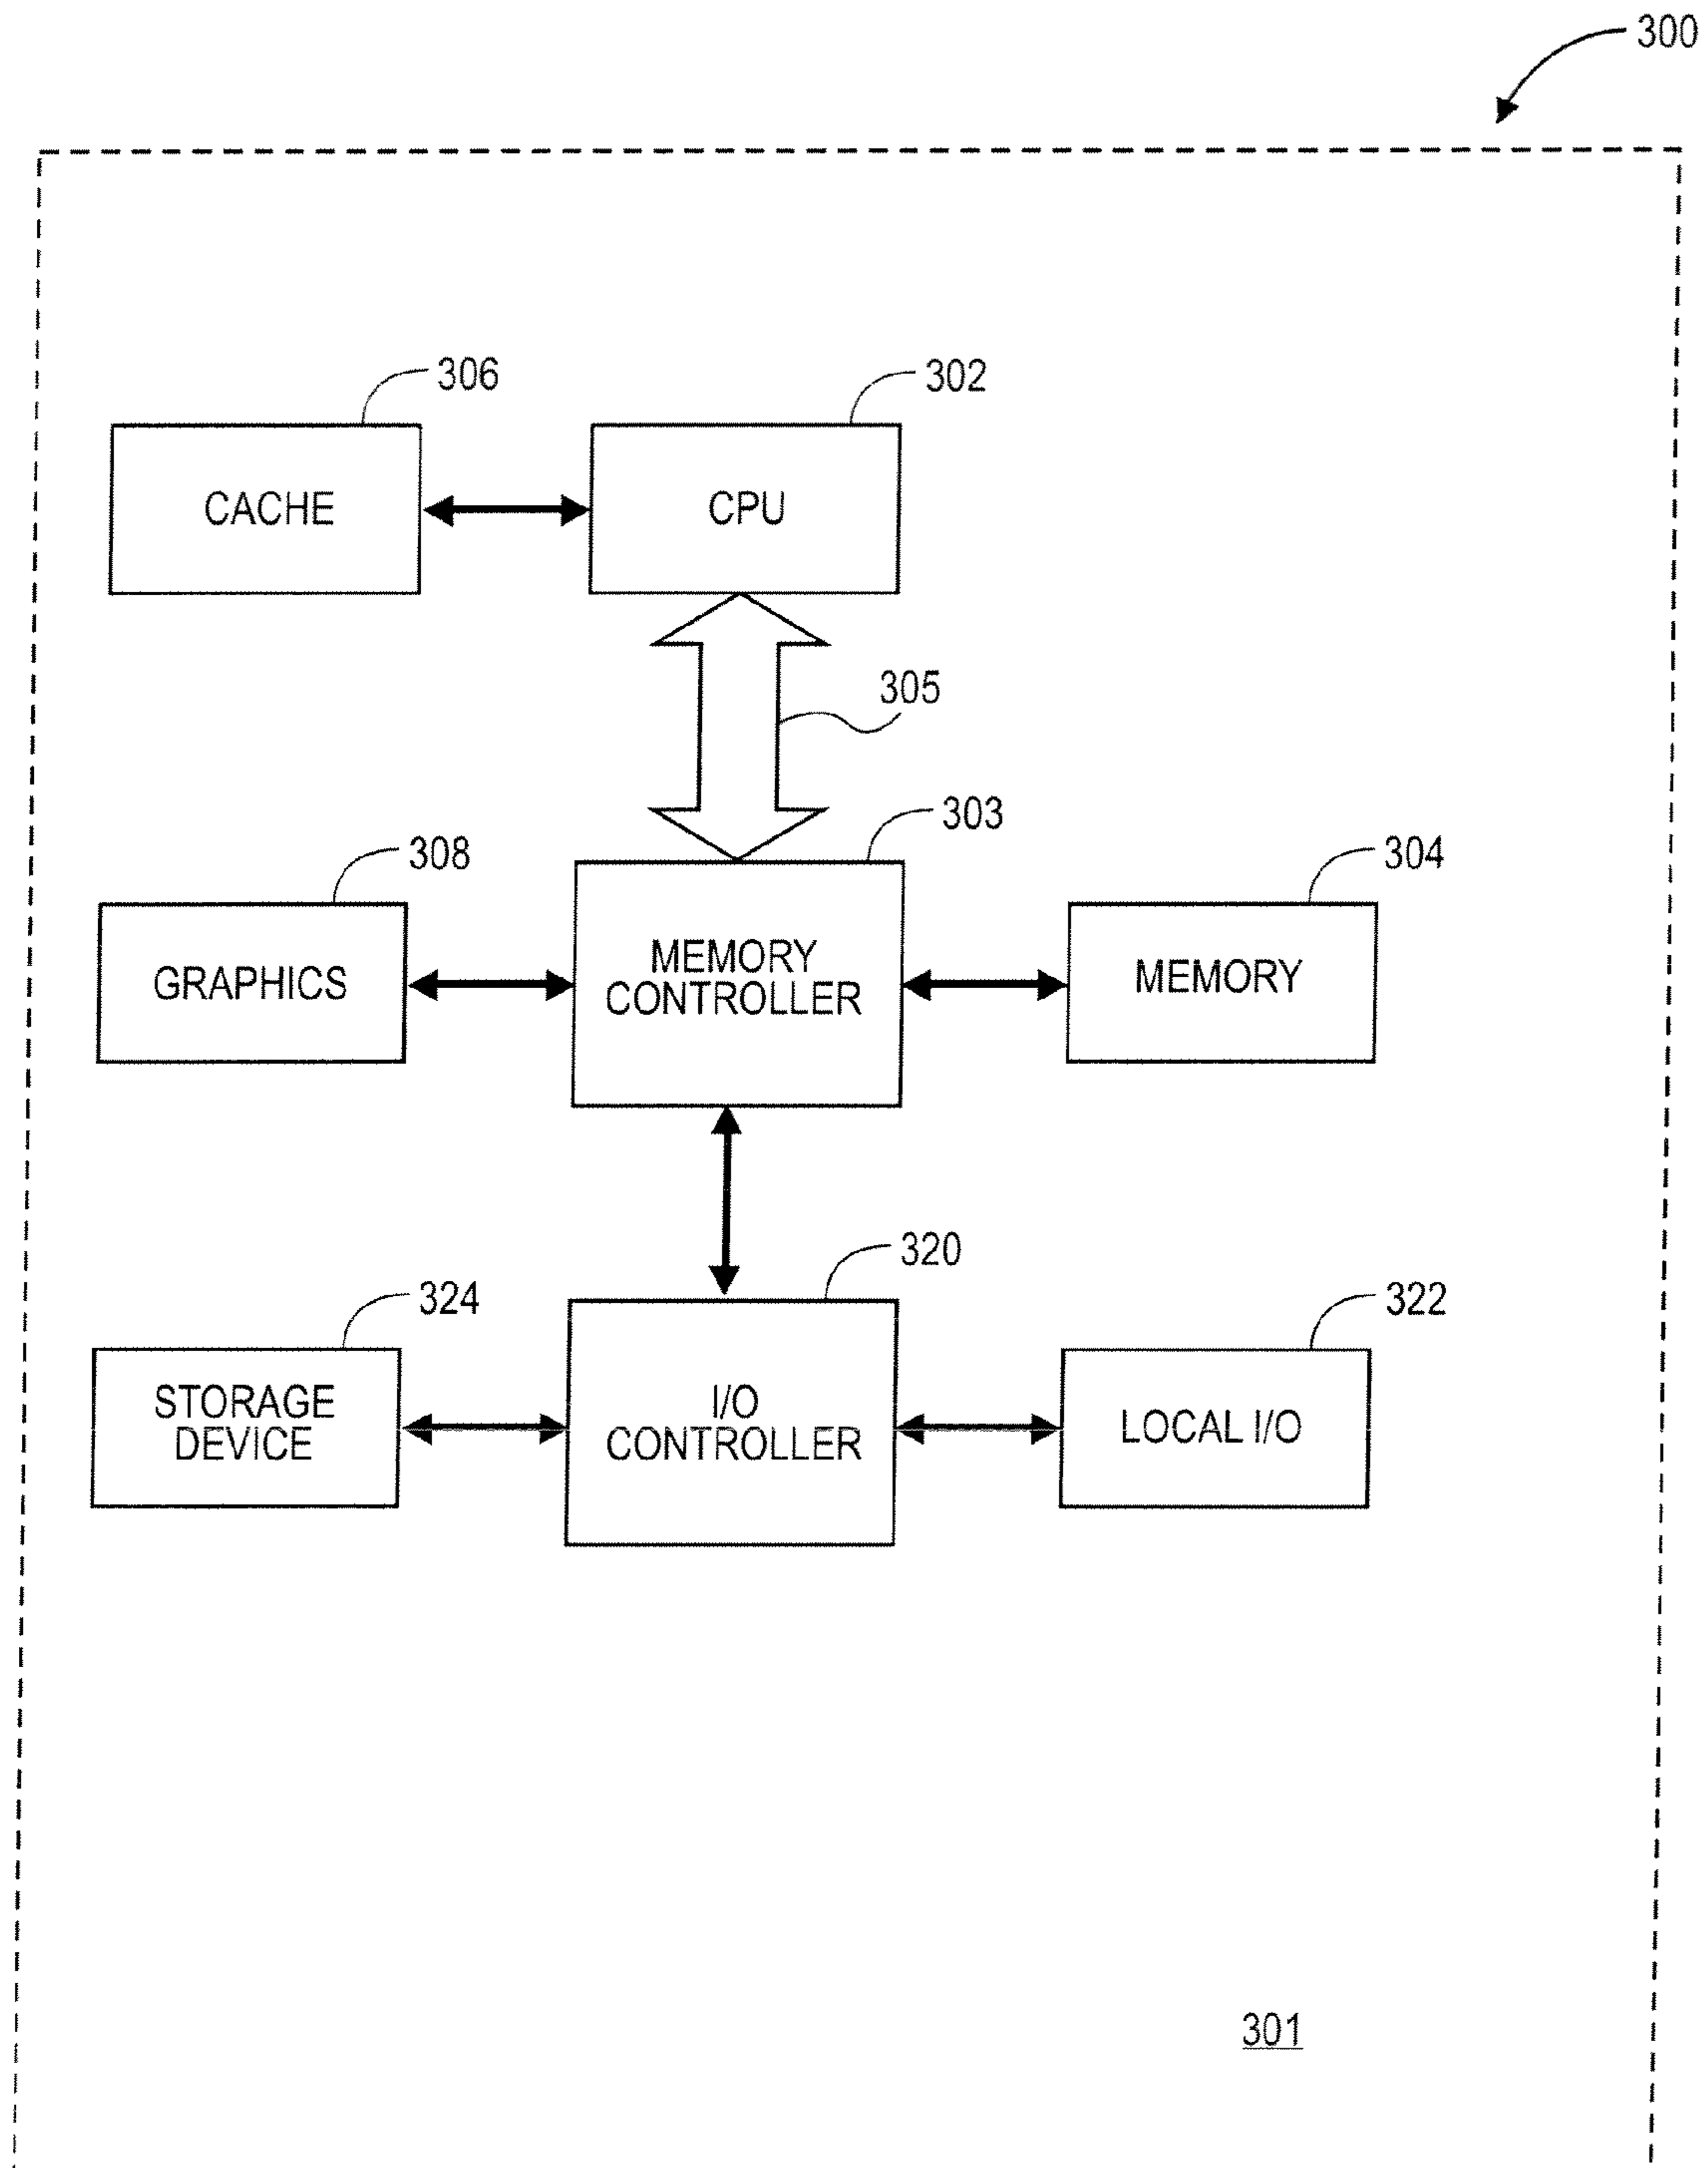 300
306
302
CACHE
CPU
305
303
308
304
MEMORY
CONTROLLER
GRAPHICS
MEMORY
320
324
322
STORAGE
DEVICE
I/O
CONTROLLER
LOCAL I/O
301